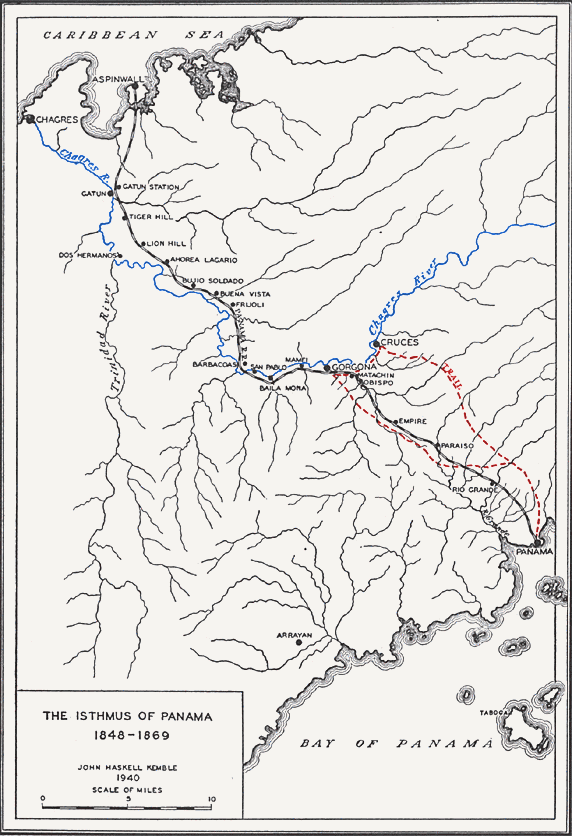 CARIBBEAN SEA
ASPINWALL
CHAGRES
Chagres R.
GATUN STATION
GATUN
TIGER HILL
LION HILL
DOS HERMANOS
AHOREA LAGARIO
BUJIO SOLDADO
BUENA VISTA
FRIJOLI
Trinidad River
PANAMA R.R.
Chagres River
CRUCES
BARBACOAS
SAN PABLO
MAMEI
GORGONA
MATACHIN
OBISPO
BAILA MONA
TRAIL
EMPIRE
PARAISO
RIO GRANDE
PANAMA
ARRAYAN
TABOGA
BAY OF PANAMA
THE ISTHMUS OF PANAMA
1848-1869
JOHN HASKELL KEMBLE
1940
SCALE OF MILES
0 5 10